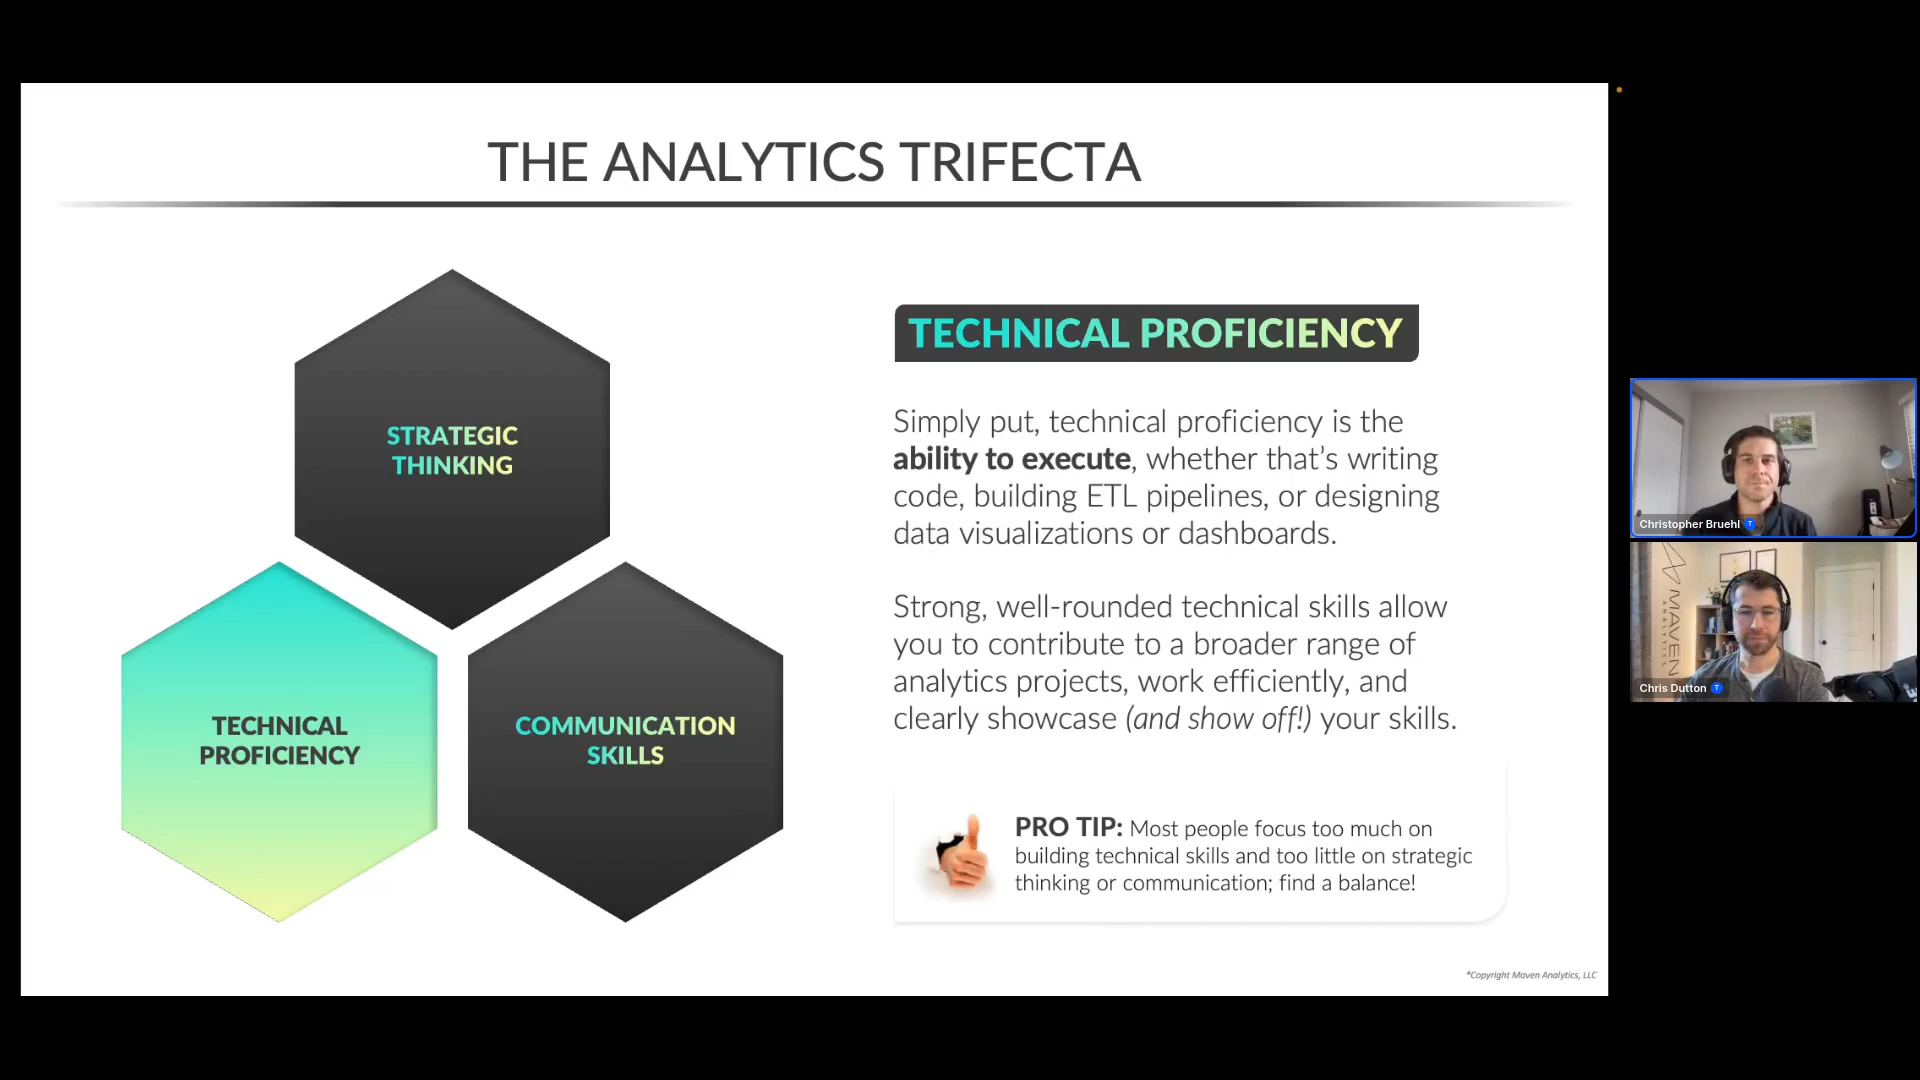 THE ANALYTICS TRIFECTA
STRATEGIC
THINKING
TECHNICAL
PROFICIENCY
COMMUNICATION
SKILLS
TECHNICAL PROFICIENCY
Simply put, technical proficiency is the
ability to execute, whether that's writing
code, building ETL pipelines, or designing
data visualizations or dashboards.
Strong, well-rounded technical skills allow
you to contribute to a broader range of
analytics projects, work efficiently, and
clearly showcase (and show off!) your skills.
PRO TIP: Most people focus too much on
building technical skills and too little on strategic
thinking or communication; find a balance!
*Copyright Maven Analytics, LLC
Christopher Bruehl T
MAVEN
ANALYTICS
Chris Dutton T